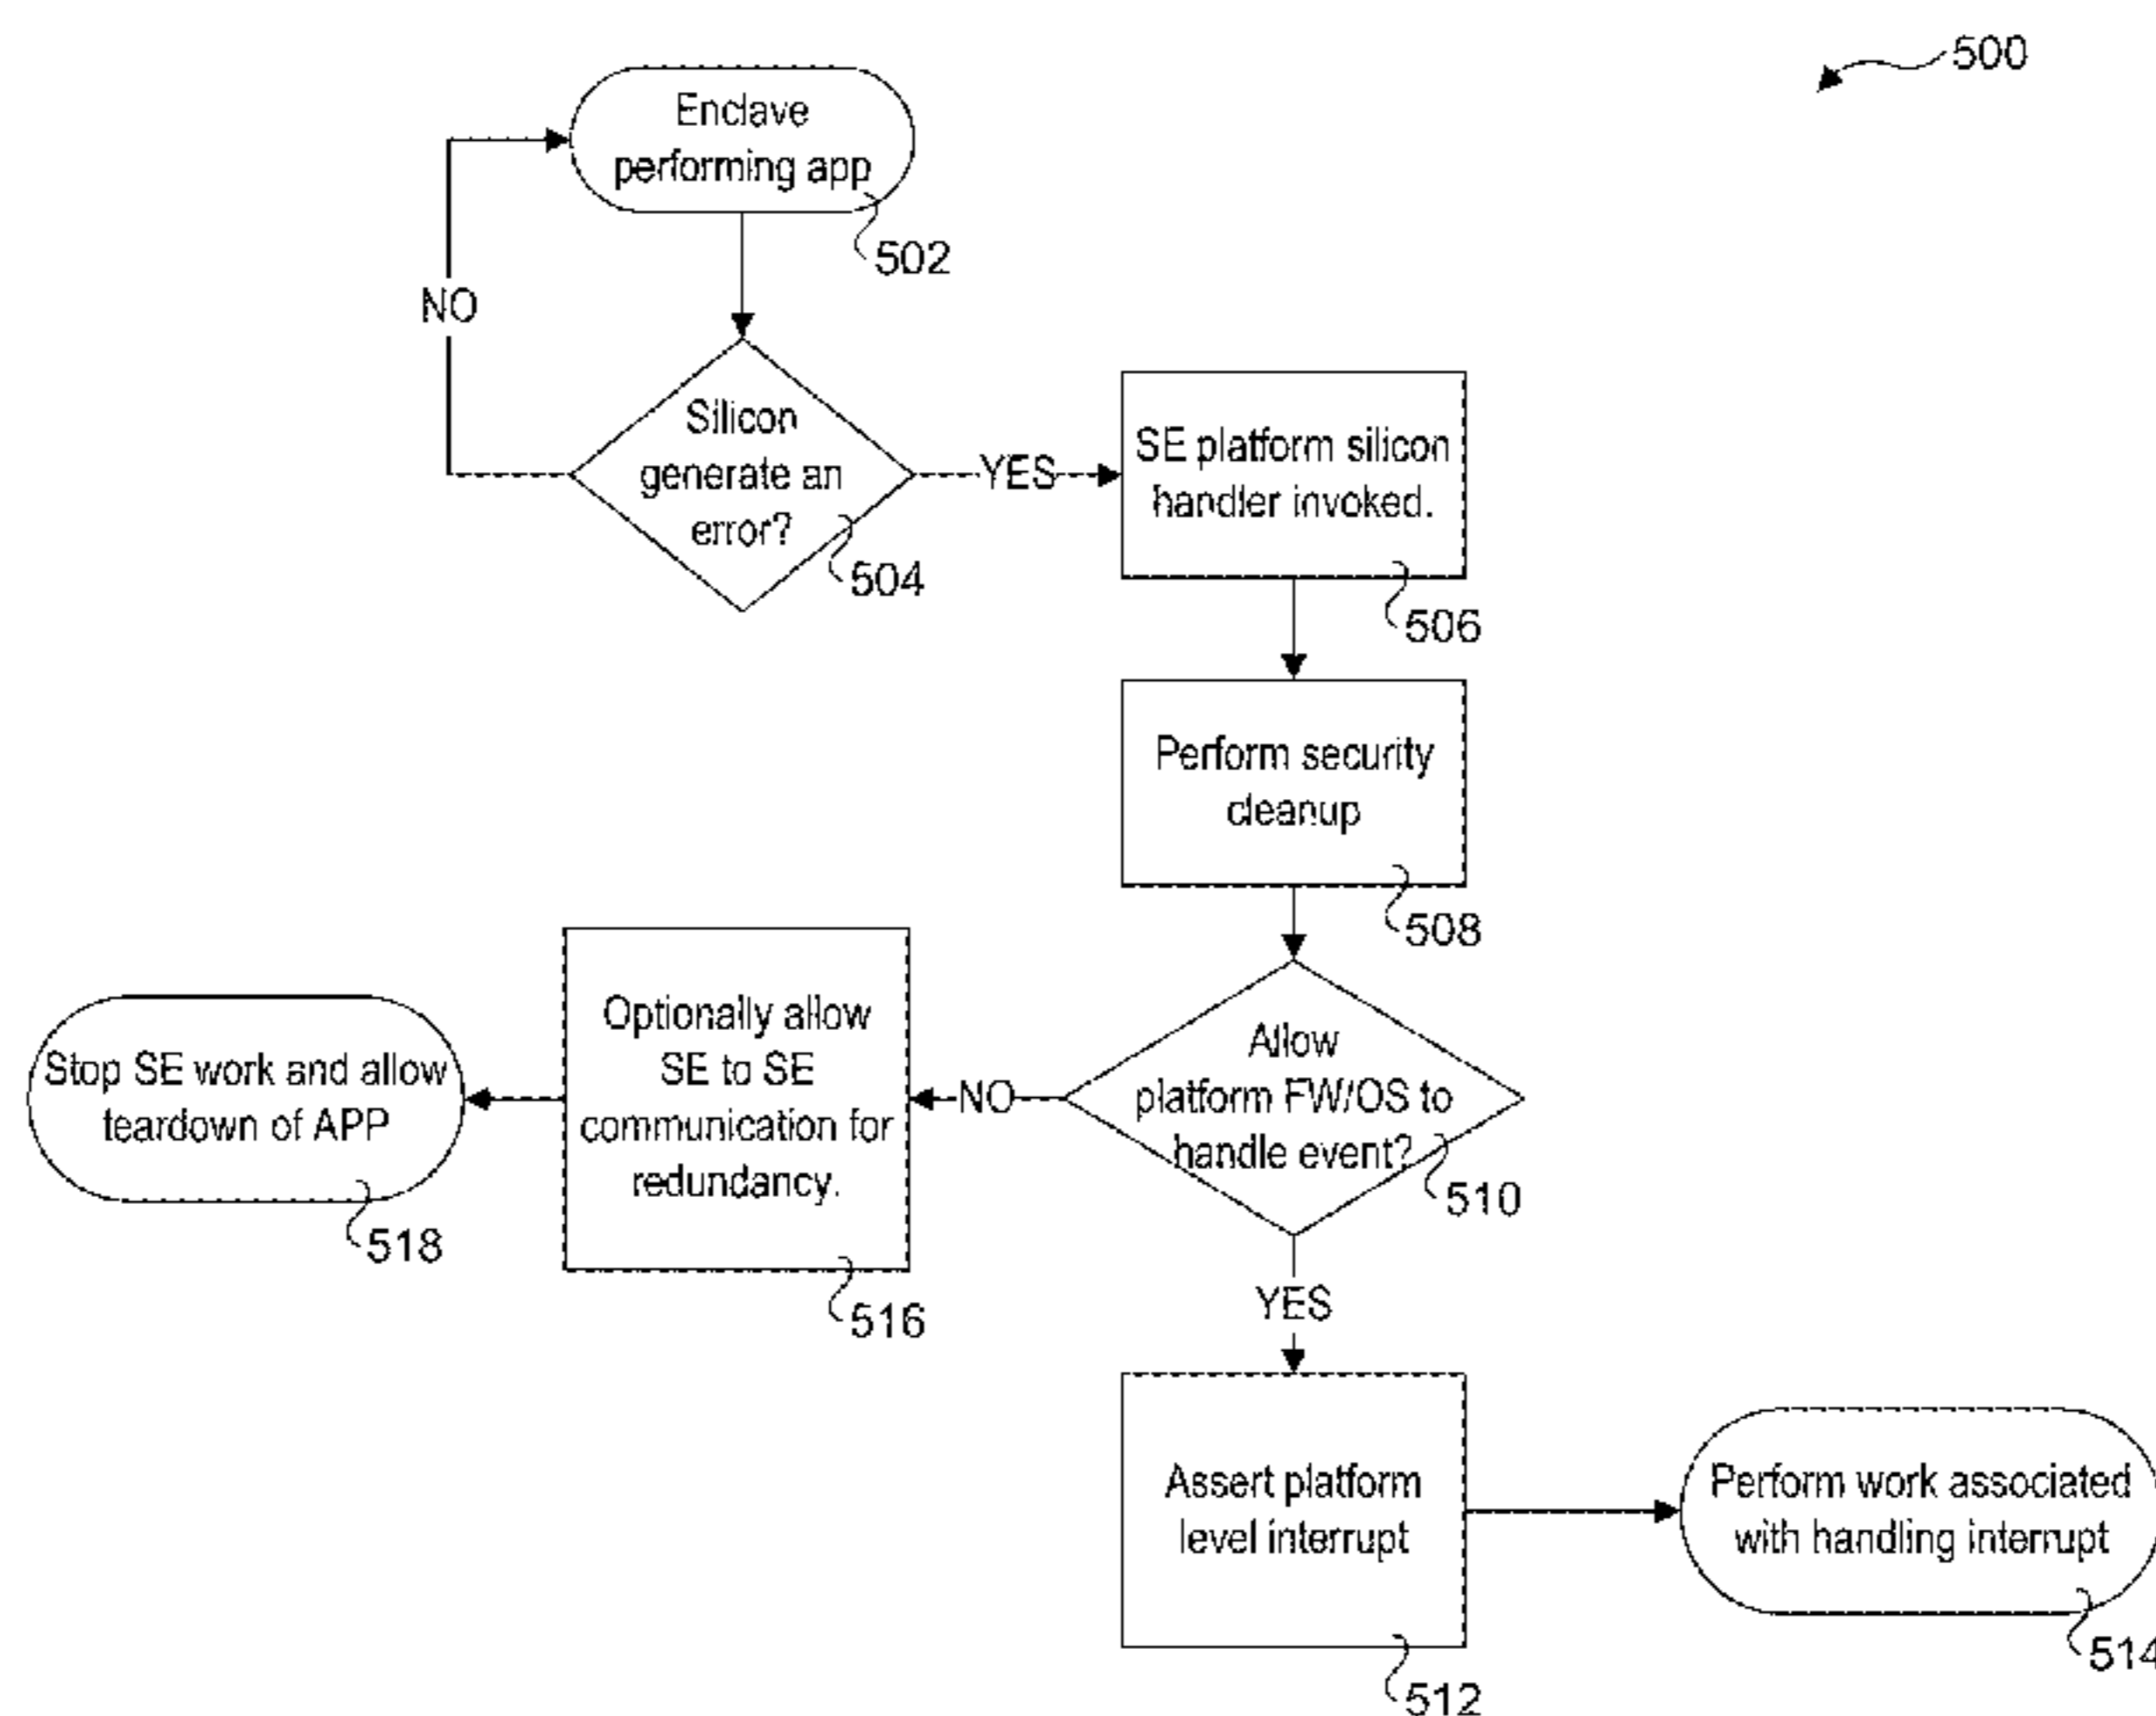 500
Enclave
performing app
502
NO
Silicon
generate an
error?
504
YES
SE platform silicon
handler invoked.
506
Perform security
cleanup
508
Allow
platform FW/OS to
handle event?
510
NO
Optionally allow
SE to SE
communication for
redundancy.
516
Stop SE work and allow
teardown of APP
518
YES
Assert platform
level interrupt
512
Perform work associated
with handling interrupt
514